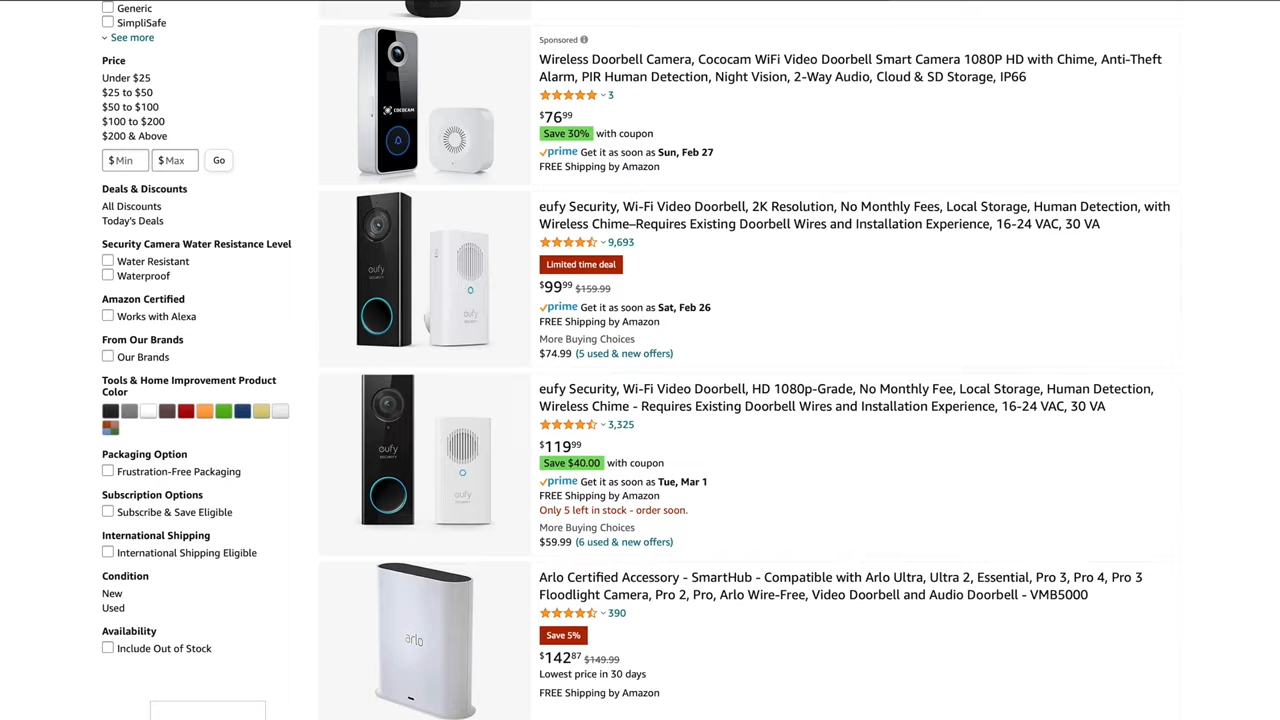 Generic
SimpliSafe
See more
Price
Under $25
$25 to $50
$50 to $100
$100 to $200
$200 & Above
$ Min
$ Max
Go
Deals & Discounts
All Discounts
Today's Deals
Security Camera Water Resistance Level
Water Resistant
Waterproof
Amazon Certified
Works with Alexa
From Our Brands
Our Brands
Tools & Home Improvement Product
Color
Packaging Option
Frustration-Free Packaging
Subscription Options
Subscribe & Save Eligible
International Shipping
International Shipping Eligible
Condition
New
Used
Availability
Include Out of Stock
COCOCAM
Sponsored
Wireless Doorbell Camera, Cococam WiFi Video Doorbell Smart Camera 1080P HD with Chime, Anti-Theft
Alarm, PIR Human Detection, Night Vision, 2-Way Audio, Cloud & SD Storage, IP66
3
$7699
Save 30% with coupon
prime Get it as soon as Sun, Feb 27
FREE Shipping by Amazon
eufy
SECURITY
eufy
SECURITY
eufy Security, Wi-Fi Video Doorbell, 2K Resolution, No Monthly Fees, Local Storage, Human Detection, with
Wireless Chime–Requires Existing Doorbell Wires and Installation Experience, 16-24 VAC, 30 VA
9,693
Limited time deal
$9999 $159.99
prime Get it as soon as Sat, Feb 26
FREE Shipping by Amazon
More Buying Choices
$74.99 (5 used & new offers)
eufy
SECURITY
eufy
SECURITY
eufy Security, Wi-Fi Video Doorbell, HD 1080p-Grade, No Monthly Fee, Local Storage, Human Detection,
Wireless Chime - Requires Existing Doorbell Wires and Installation Experience, 16-24 VAC, 30 VA
3,325
$11999
Save $40.00 with coupon
prime Get it as soon as Tue, Mar 1
FREE Shipping by Amazon
Only 5 left in stock - order soon.
More Buying Choices
$59.99 (6 used & new offers)
arlo
Arlo Certified Accessory - SmartHub - Compatible with Arlo Ultra, Ultra 2, Essential, Pro 3, Pro 4, Pro 3
Floodlight Camera, Pro 2, Pro, Arlo Wire-Free, Video Doorbell and Audio Doorbell - VMB5000
390
Save 5%
$14287 $149.99
Lowest price in 30 days
FREE Shipping by Amazon